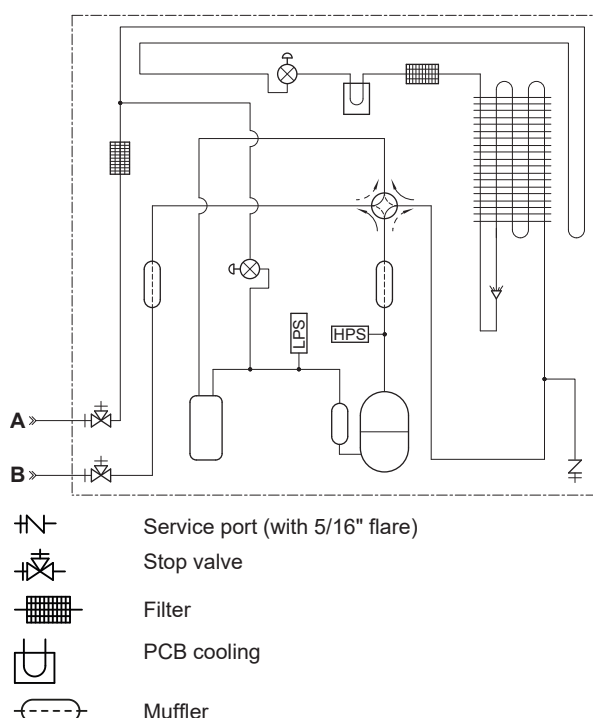 LPS
HPS
A
B
Service port (with 5/16" flare)
Stop valve
Filter
PCB cooling
Muffler